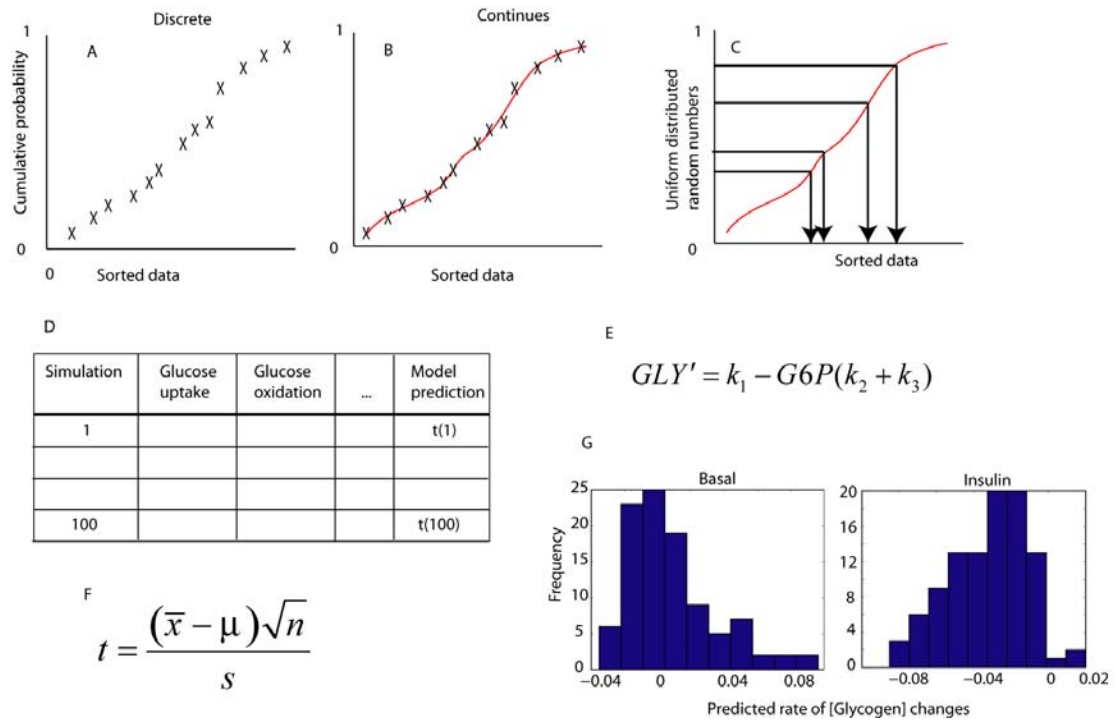 Discrete
A
1
0
0
Cumulative probability
Sorted data
Continues
B
1
0
Sorted data
C
1
0
Uniform distributed
random numbers
Sorted data
D
Simulation Glucose uptake Glucose oxidation ... Model prediction
1 t(1)
100 t(100)
E
GLY' = k₁ − G6P(k₂ + k₃)
F
t = (x̄ − μ)√n / s
G
Basal
25
20
15
10
5
0
−0.04 0 0.04 0.08
Frequency
Insulin
20
16
12
8
4
0
−0.08 −0.04 0 0.02
Predicted rate of [Glycogen] changes